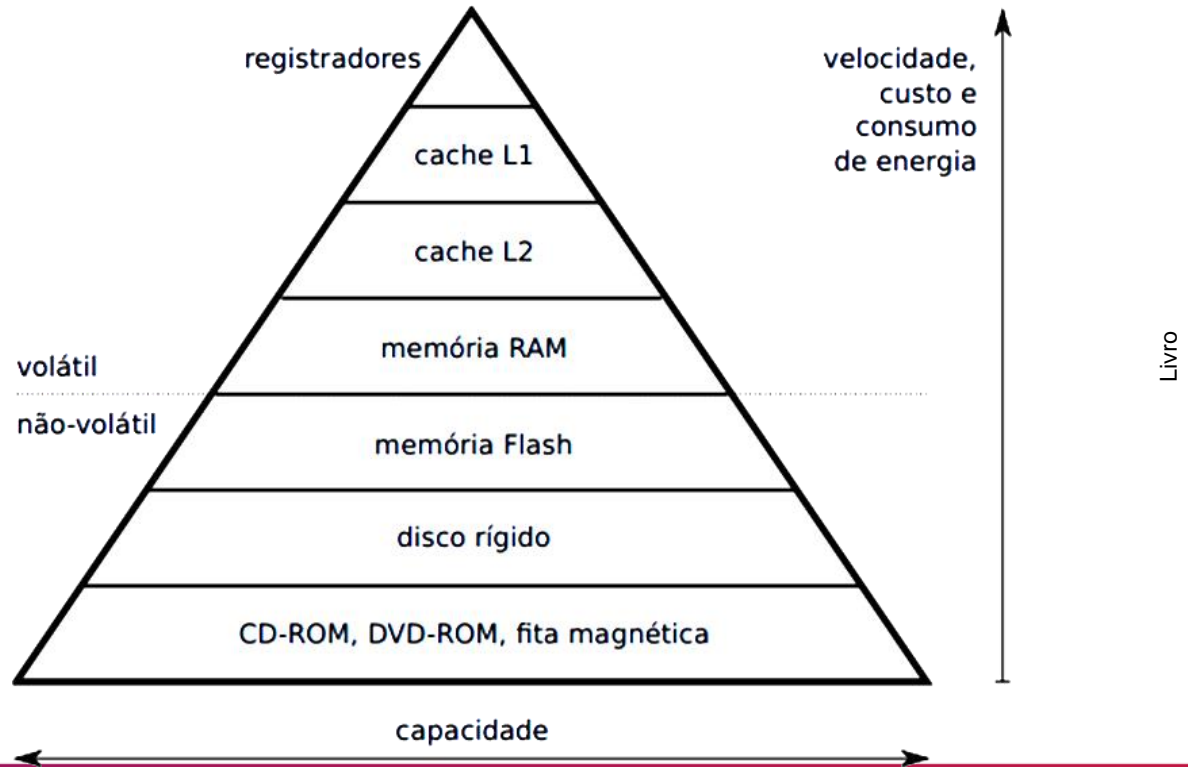 registradores
velocidade,
custo e
consumo
de energia
cache L1
cache L2
memória RAM
volátil
não-volátil
memória Flash
disco rígido
CD-ROM, DVD-ROM, fita magnética
capacidade
Livro